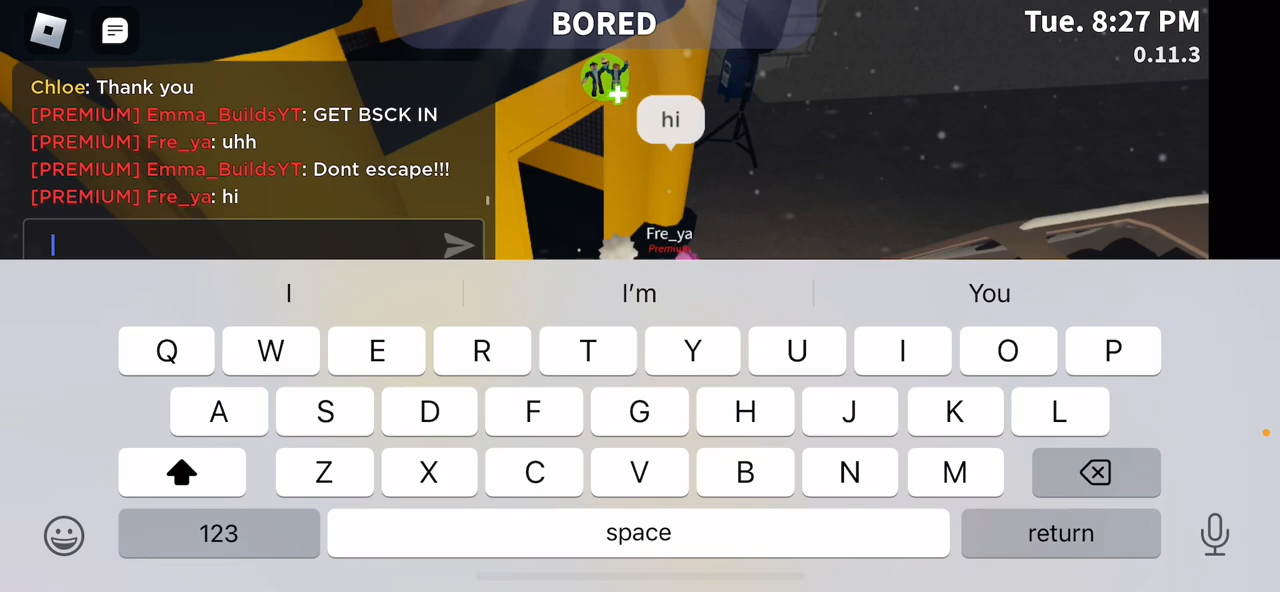 BORED
Tue. 8:27 PM
0.11.3
Chloe: Thank you
[PREMIUM] Emma_BuildsYT: GET BSCK IN
[PREMIUM] Fre_ya: uhh
[PREMIUM] Emma_BuildsYT: Dont escape!!!
[PREMIUM] Fre_ya: hi
hi
Fre_ya
Premium
I I'm You
Q W E R T Y U I O P
A S D F G H J K L
Z X C V B N M
123 space return